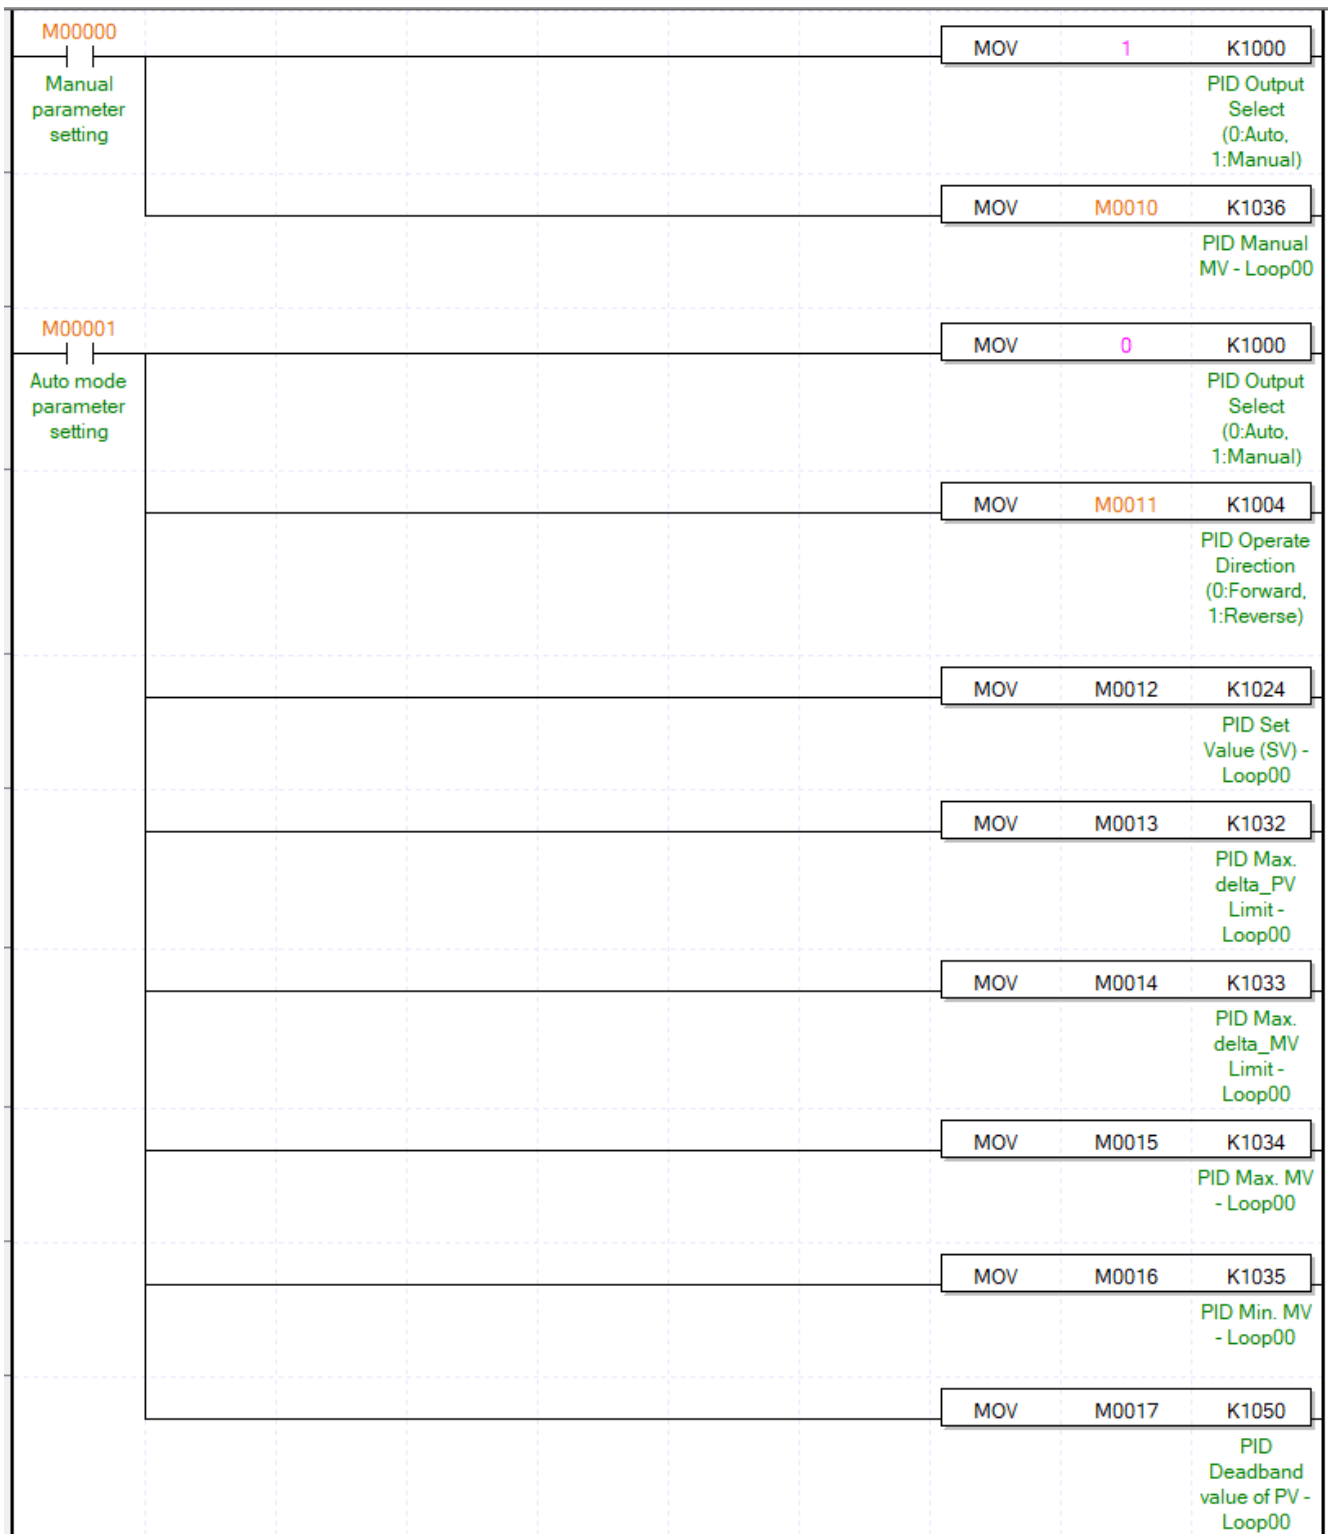 M00000
MOV 1 K1000
Manual
parameter
setting
PID Output
Select
(0:Auto,
1:Manual)
MOV M0010 K1036
PID Manual
MV - Loop00
M00001
MOV 0 K1000
Auto mode
parameter
setting
PID Output
Select
(0:Auto,
1:Manual)
MOV M0011 K1004
PID Operate
Direction
(0:Forward,
1:Reverse)
MOV M0012 K1024
PID Set
Value (SV) -
Loop00
MOV M0013 K1032
PID Max.
delta_PV
Limit -
Loop00
MOV M0014 K1033
PID Max.
delta_MV
Limit -
Loop00
MOV M0015 K1034
PID Max. MV
- Loop00
MOV M0016 K1035
PID Min. MV
- Loop00
MOV M0017 K1050
PID
Deadband
value of PV -
Loop00